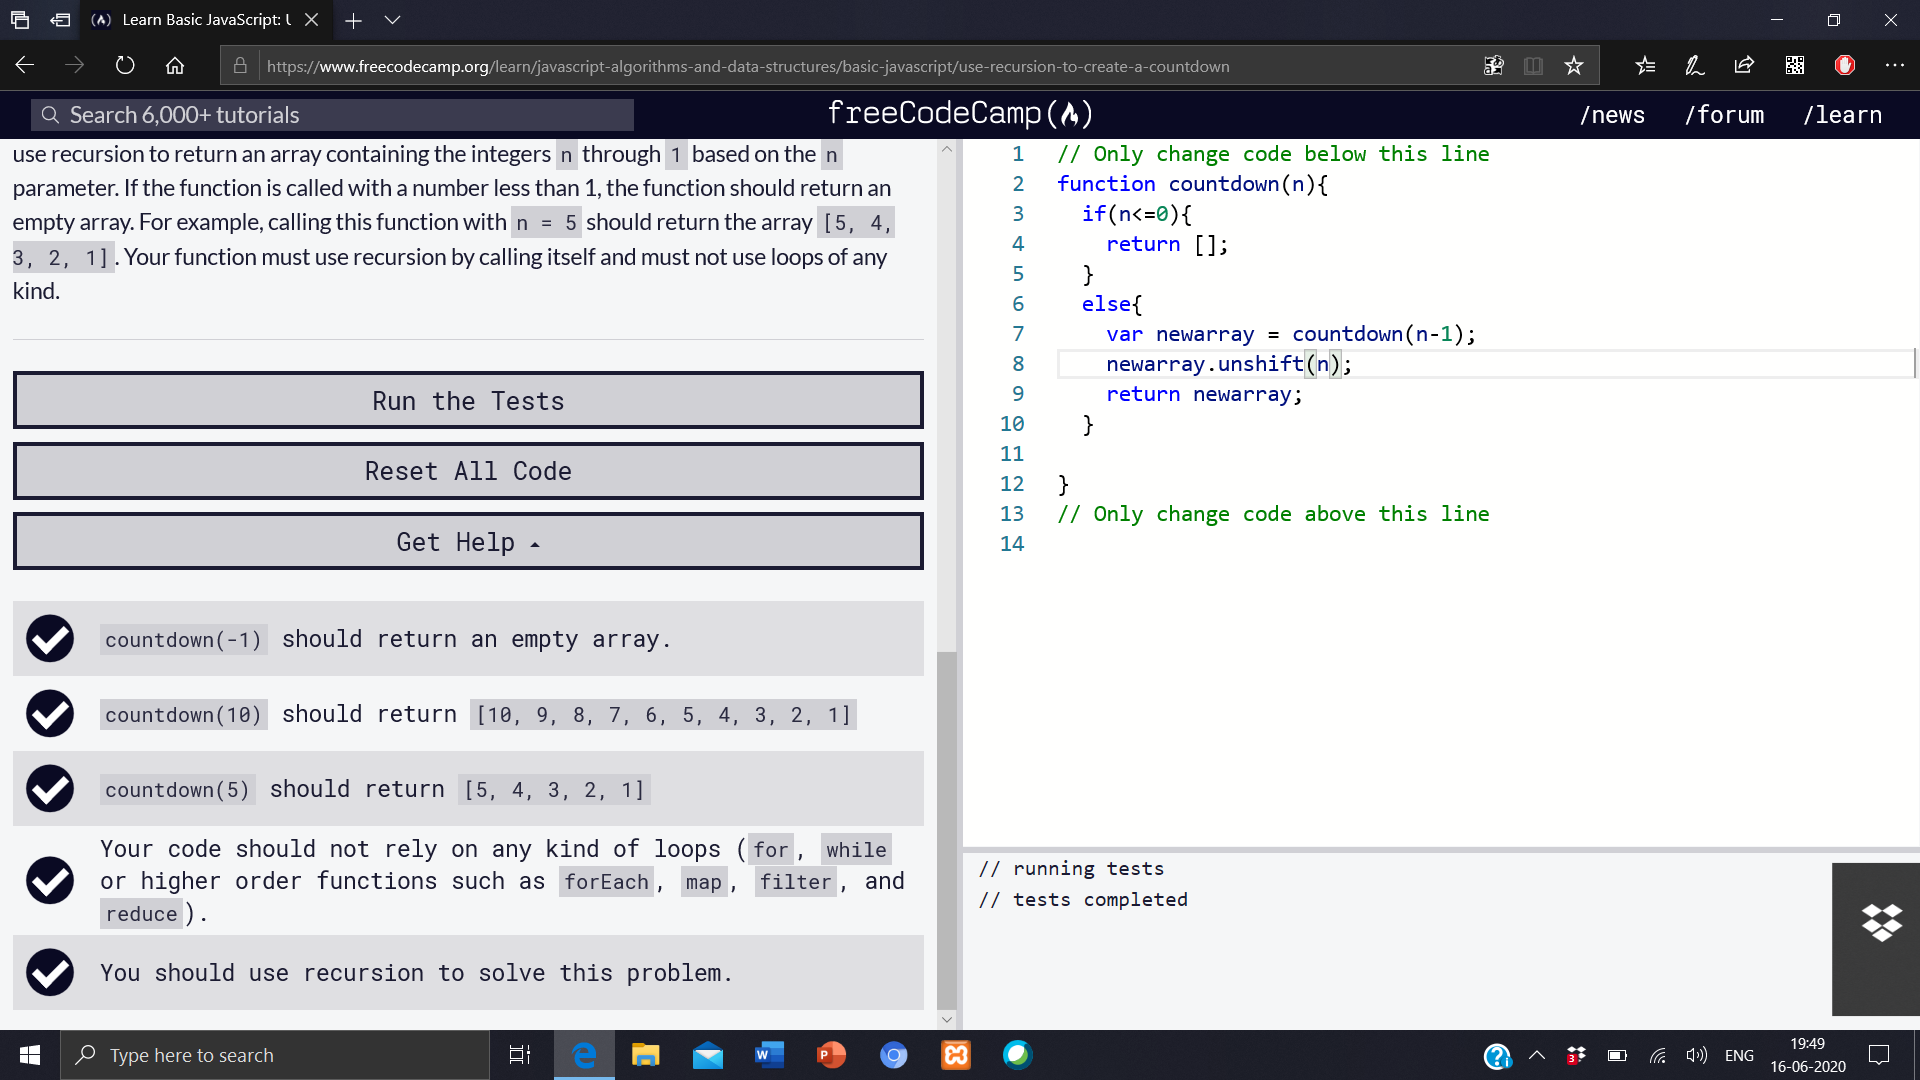 Learn Basic JavaScript: U
https://www.freecodecamp.org/learn/javascript-algorithms-and-data-structures/basic-javascript/use-recursion-to-create-a-countdown
Search 6,000+ tutorials
freeCodeCamp
/news /forum /learn
use recursion to return an array containing the integers n through 1 based on the n
parameter. If the function is called with a number less than 1, the function should return an
empty array. For example, calling this function with n = 5 should return the array [5, 4,
3, 2, 1]. Your function must use recursion by calling itself and must not use loops of any
kind.
Run the Tests
Reset All Code
Get Help
countdown(-1) should return an empty array.
countdown(10) should return [10, 9, 8, 7, 6, 5, 4, 3, 2, 1]
countdown(5) should return [5, 4, 3, 2, 1]
Your code should not rely on any kind of loops (for, while
or higher order functions such as forEach, map, filter, and
reduce).
You should use recursion to solve this problem.
1 // Only change code below this line
2 function countdown(n){
3 if(n<=0){
4 return [];
5 }
6 else{
7 var newarray = countdown(n-1);
8 newarray.unshift(n);
9 return newarray;
10 }
11
12 }
13 // Only change code above this line
14
// running tests
// tests completed
Type here to search
ENG
19:49
16-06-2020